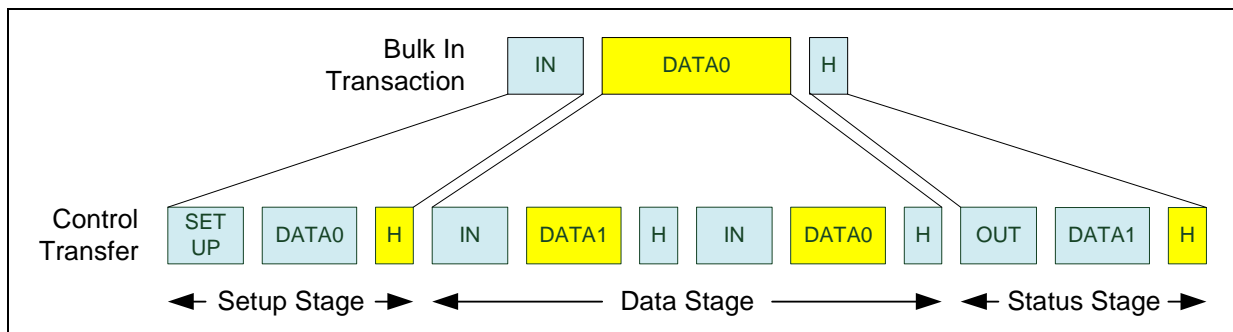 Bulk In
Transaction
IN DATA0 H
Control
Transfer
SET
UP
DATA0 H IN DATA1 H IN DATA0 H OUT DATA1 H
Setup Stage Data Stage Status Stage